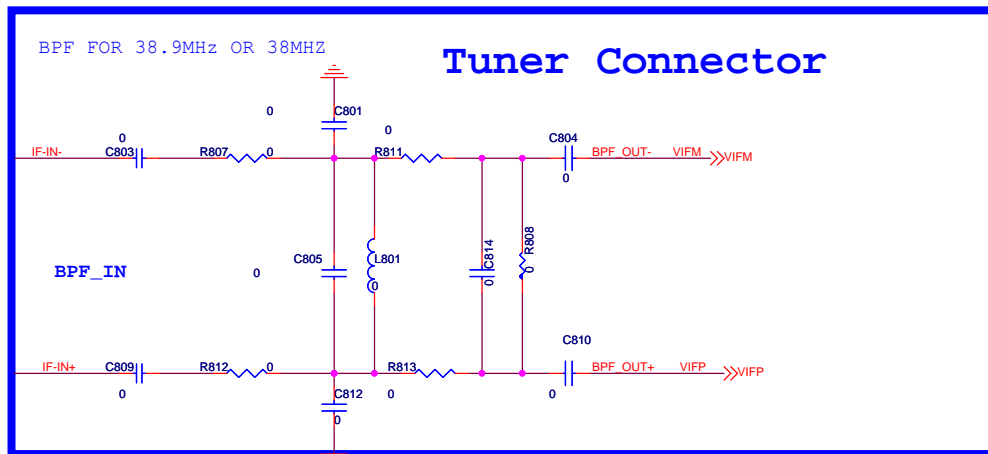 BPF FOR 38.9MHz OR 38MHZ
Tuner Connector
0
C801
0
0
C804
IF-IN-
C803
R807
0
R811
BPF_OUT-
VIFM
VIFM
0
R808
C814
C805
L801
BPF_IN
0
0
0
0
C810
IF-IN+
C809
R812
0
R813
BPF_OUT+
VIFP
VIFP
0
C812
0
0
0